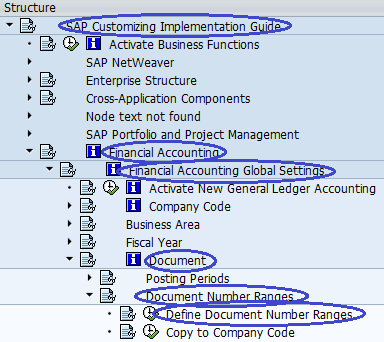 Structure
SAP Customizing Implementation Guide
Activate Business Functions
SAP NetWeaver
Enterprise Structure
Cross-Application Components
Node text not found
SAP Portfolio and Project Management
Financial Accounting
Financial Accounting Global Settings
Activate New General Ledger Accounting
Company Code
Business Area
Fiscal Year
Document
Posting Periods
Document Number Ranges
Define Document Number Ranges
Copy to Company Code